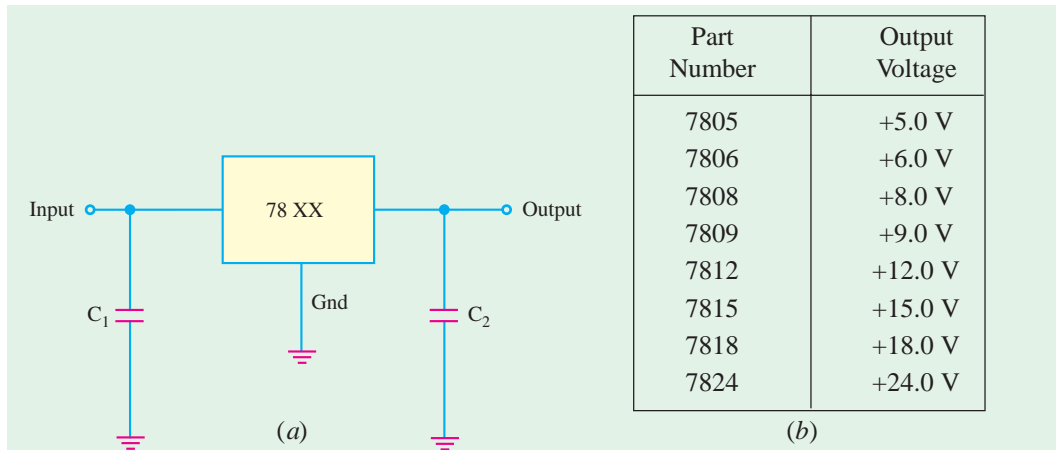 Input
78 XX
Output
Gnd
C1
C2
(a)
Part Number
Output Voltage
7805 +5.0 V
7806 +6.0 V
7808 +8.0 V
7809 +9.0 V
7812 +12.0 V
7815 +15.0 V
7818 +18.0 V
7824 +24.0 V
(b)